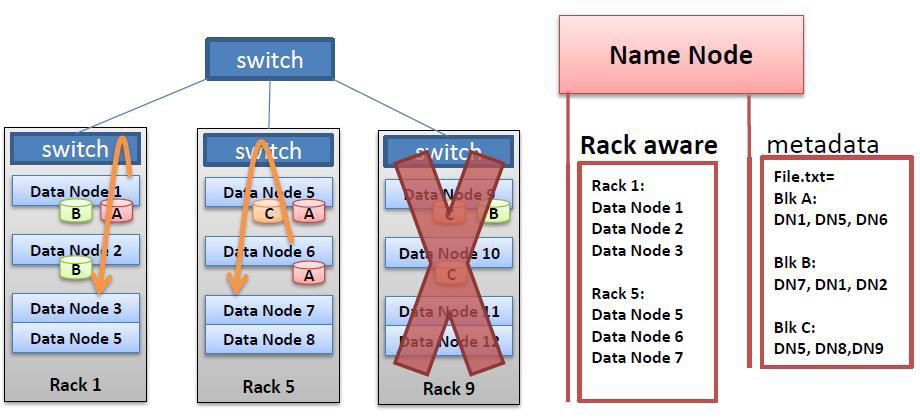 switch
Name Node
switch
switch
switch
Data Node 1
B
A
Data Node 2
B
Data Node 3
Data Node 5
Rack 1
Data Node 5
C
A
Data Node 6
A
Data Node 7
Data Node 8
Rack 5
Data Node 9
C
B
Data Node 10
C
Data Node 11
Data Node 12
Rack 9
Rack aware
Rack 1:
Data Node 1
Data Node 2
Data Node 3
Rack 5:
Data Node 5
Data Node 6
Data Node 7
metadata
File.txt=
Blk A:
DN1, DN5, DN6
Blk B:
DN7, DN1, DN2
Blk C:
DN5, DN8,DN9